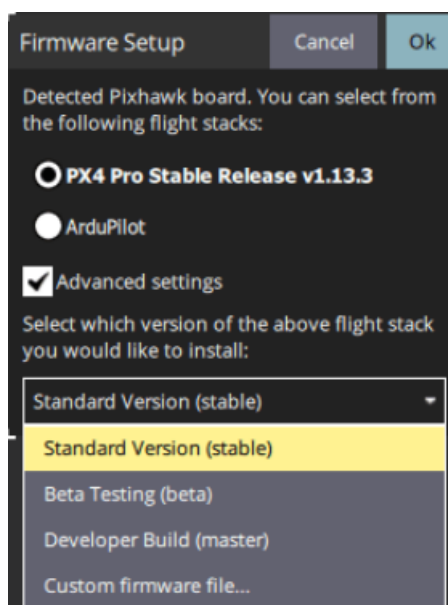 Firmware Setup Cancel Ok
Detected Pixhawk board. You can select from
the following flight stacks:
PX4 Pro Stable Release v1.13.3
ArduPilot
Advanced settings
Select which version of the above flight stack
you would like to install:
Standard Version (stable)
Standard Version (stable)
Beta Testing (beta)
Developer Build (master)
Custom firmware file...